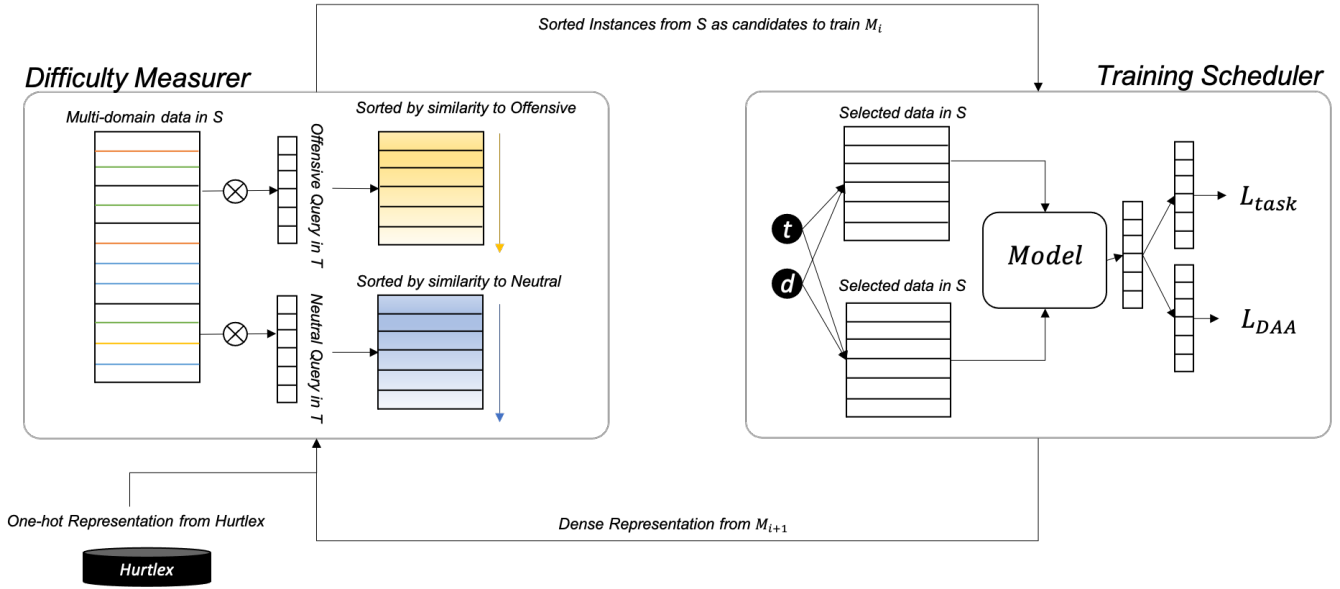 Sorted Instances from S as candidates to train M_i
Difficulty Measurer
Training Scheduler
Multi-domain data in S
Offensive Query in T
Sorted by similarity to Offensive
Neutral Query in T
Sorted by similarity to Neutral
Selected data in S
t
d
Selected data in S
Model
L_task
L_DAA
One-hot Representation from Hurtlex
Hurtlex
Dense Representation from M_{i+1}